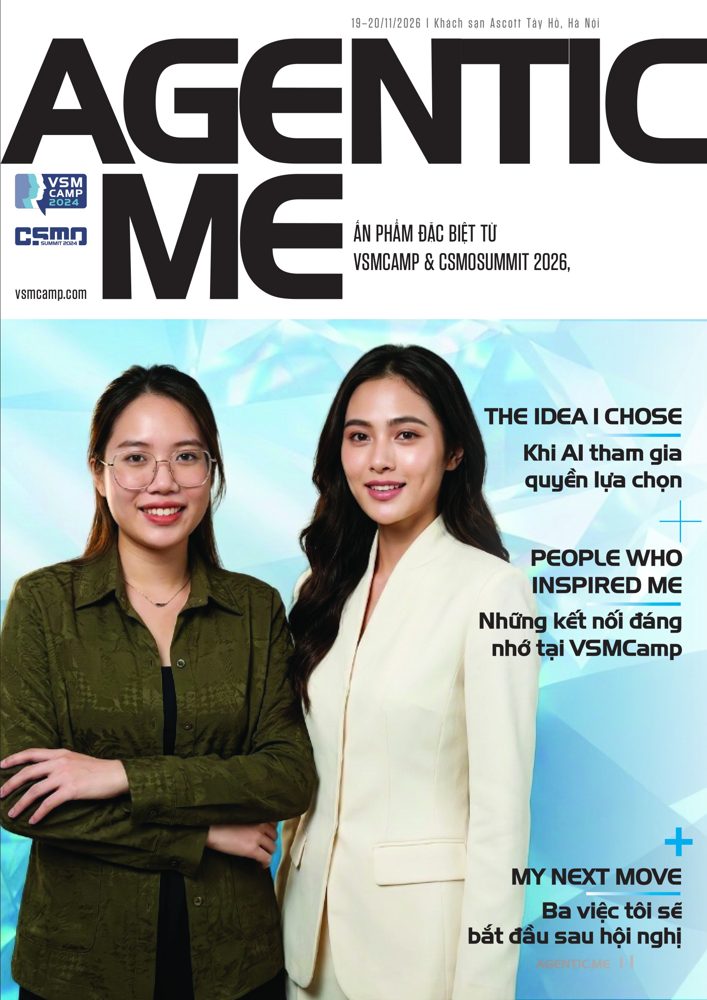 19–20/11/2026 I Khách sạn Ascott Tây Hồ, Hà Nội
AGENTIC
ME
VSM
CAMP
2024
CSMO
SUMMIT 2024
vsmcamp.com
ẤN PHẨM ĐẶC BIỆT TỪ
VSMCAMP & CSMOSUMMIT 2026,
THE IDEA I CHOSE
Khi AI tham gia
quyền lựa chọn
PEOPLE WHO
INSPIRED ME
Những kết nối đáng
nhớ tại VSMCamp
MY NEXT MOVE
Ba việc tôi sẽ
bắt đầu sau hội nghị
AGENTIC ME | 1